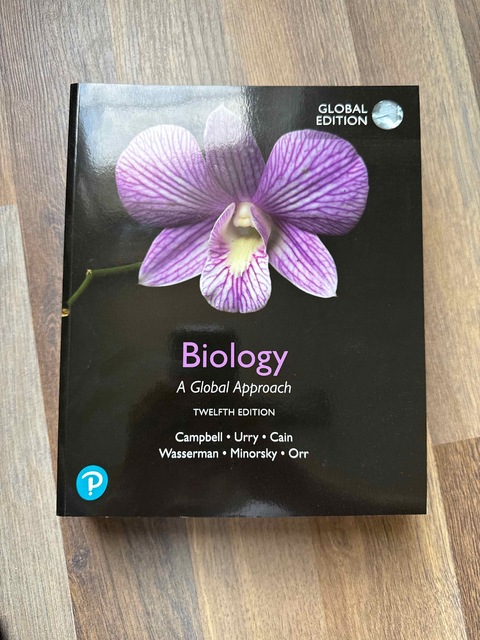 GLOBAL
EDITION
Biology
A Global Approach
TWELFTH EDITION
Campbell • Urry • Cain
Wasserman • Minorsky • Orr
P